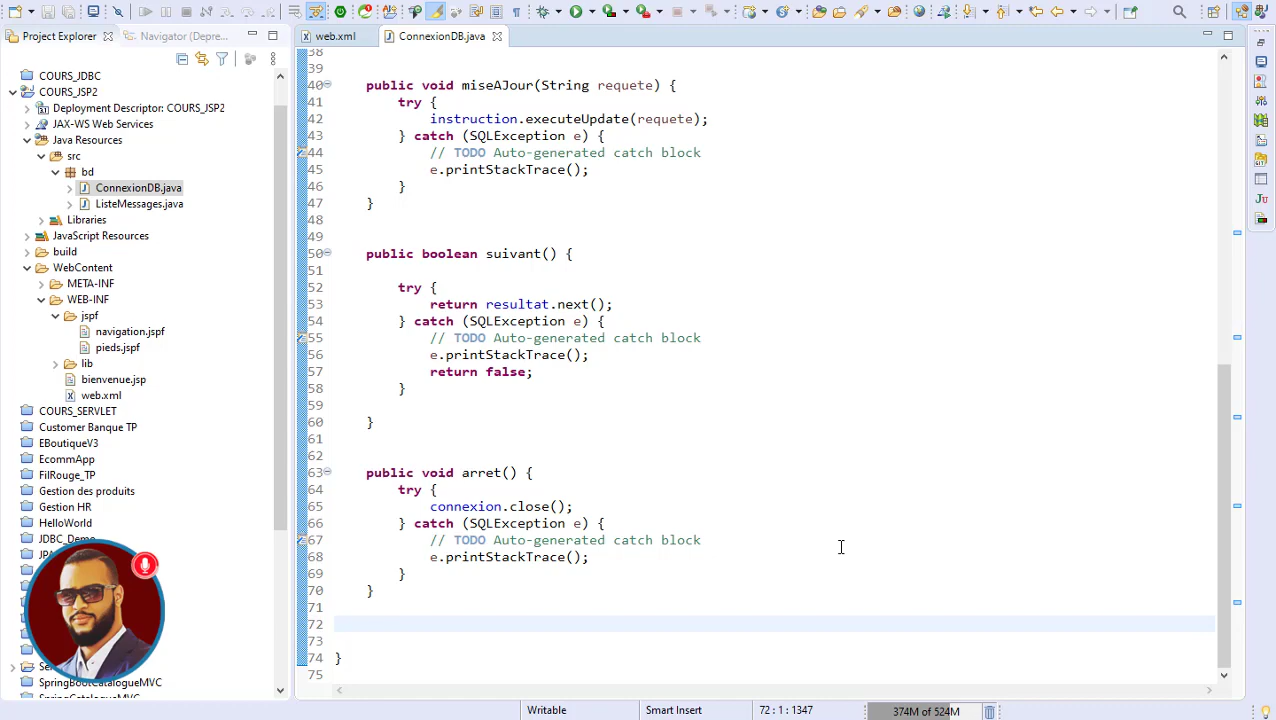 Project Explorer
Navigator (Depre...
web.xml
ConnexionDB.java
COURS_JDBC
COURS_JSP2
Deployment Descriptor: COURS_JSP2
JAX-WS Web Services
Java Resources
src
bd
ConnexionDB.java
ListeMessages.java
Libraries
JavaScript Resources
build
WebContent
META-INF
WEB-INF
jspf
navigation.jspf
pieds.jspf
lib
bienvenue.jsp
web.xml
COURS_SERVLET
Customer Banque TP
EBoutiqueV3
EcommApp
FilRouge_TP
Gestion des produits
Gestion HR
HelloWorld
JDBC_Demo
SpringBootCatalogueMVC
SpringCatalogueMVC
38
39
40 public void miseAJour(String requete) {
41 try {
42 instruction.executeUpdate(requete);
43 } catch (SQLException e) {
44 // TODO Auto-generated catch block
45 e.printStackTrace();
46 }
47 }
48
49
50 public boolean suivant() {
51
52 try {
53 return resultat.next();
54 } catch (SQLException e) {
55 // TODO Auto-generated catch block
56 e.printStackTrace();
57 return false;
58 }
59
60 }
61
62
63 public void arret() {
64 try {
65 connexion.close();
66 } catch (SQLException e) {
67 // TODO Auto-generated catch block
68 e.printStackTrace();
69 }
70 }
71
72
73
74 }
75
Writable
Smart Insert
72 : 1 : 1347
374M of 524M